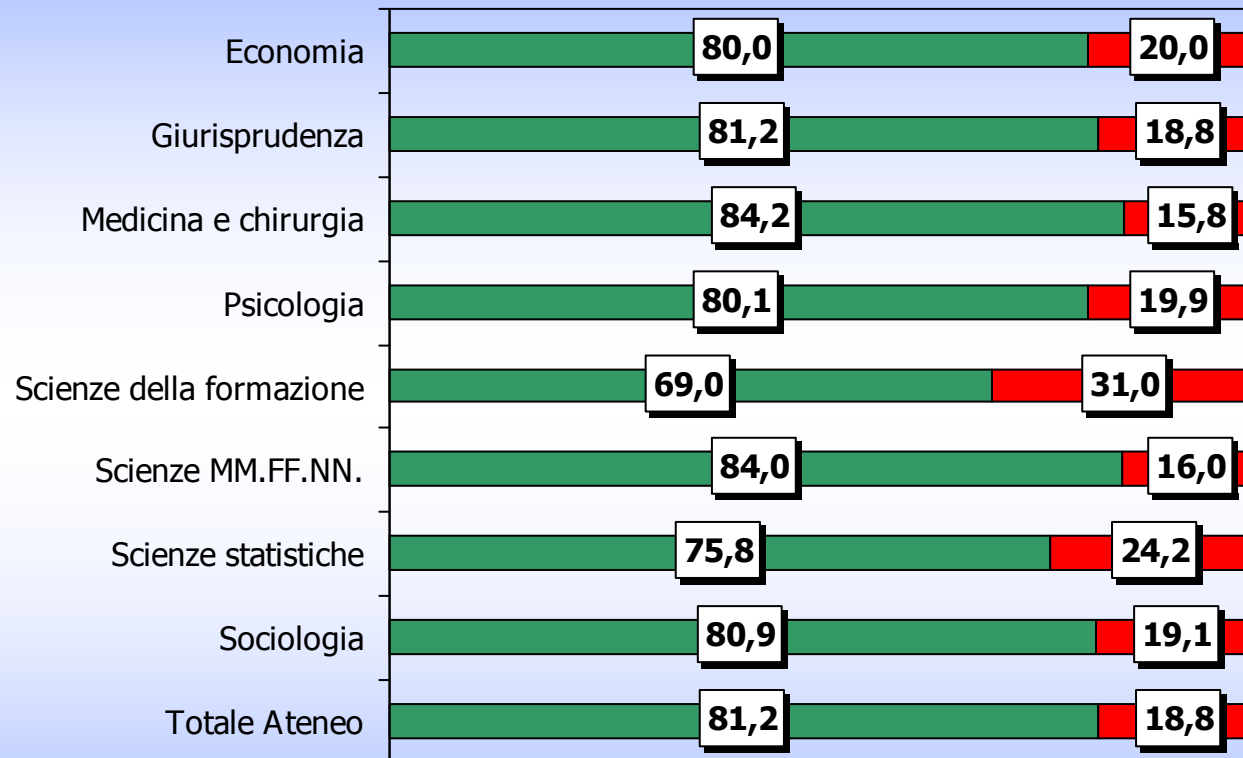 Economia 80,0 20,0
Giurisprudenza 81,2 18,8
Medicina e chirurgia 84,2 15,8
Psicologia 80,1 19,9
Scienze della formazione 69,0 31,0
Scienze MM.FF.NN. 84,0 16,0
Scienze statistiche 75,8 24,2
Sociologia 80,9 19,1
Totale Ateneo 81,2 18,8